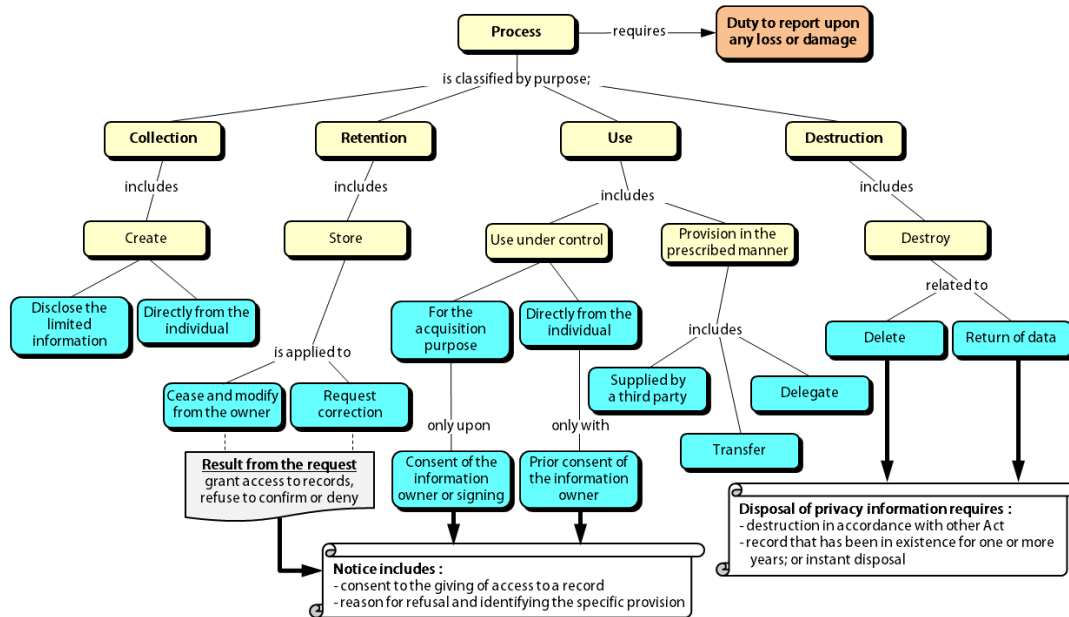 Process
requires
Duty to report upon
any loss or damage
is classified by purpose;
Collection
Retention
Use
Destruction
includes
includes
includes
includes
Create
Store
Use under control
Provision in the
prescribed manner
Destroy
related to
Disclose the
limited
information
Directly from the
individual
For the
acquisition
purpose
Directly from the
individual
includes
Delete
Return of data
is applied to
Cease and modify
from the owner
Request
correction
Supplied by
a third party
Delegate
only upon
only with
Transfer
Result from the request
grant access to records,
refuse to confirm or deny
Consent of the
information
owner or signing
Prior consent of
the information
owner
Disposal of privacy information requires :
- destruction in accordance with other Act
- record that has been in existence for one or more
years; or instant disposal
Notice includes :
- consent to the giving of access to a record
- reason for refusal and identifying the specific provision